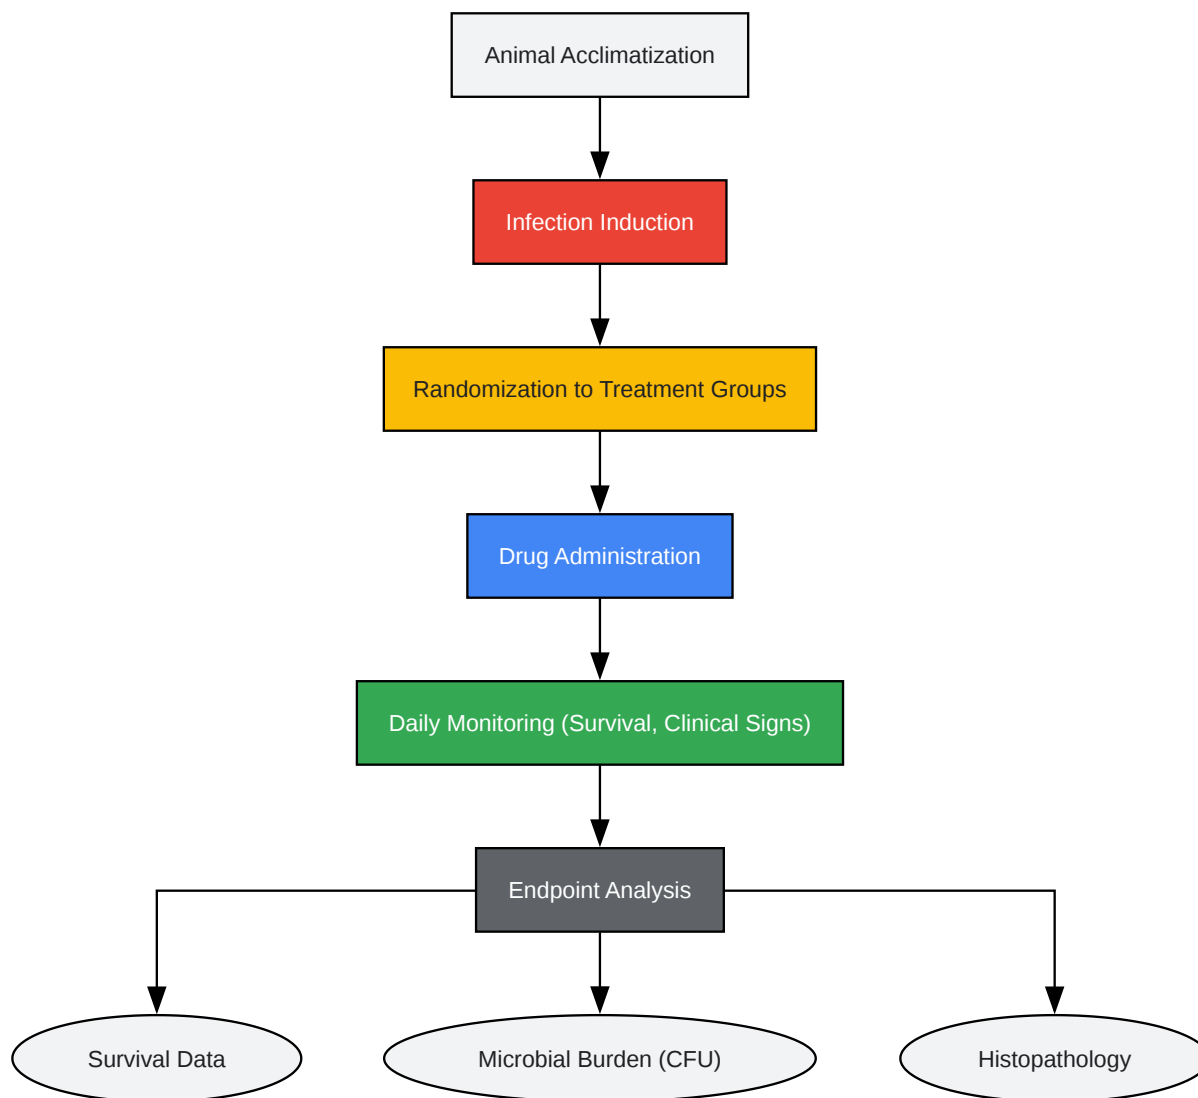 Animal Acclimatization
Infection Induction
Randomization to Treatment Groups
Drug Administration
Daily Monitoring (Survival, Clinical Signs)
Endpoint Analysis
Survival Data
Microbial Burden (CFU)
Histopathology